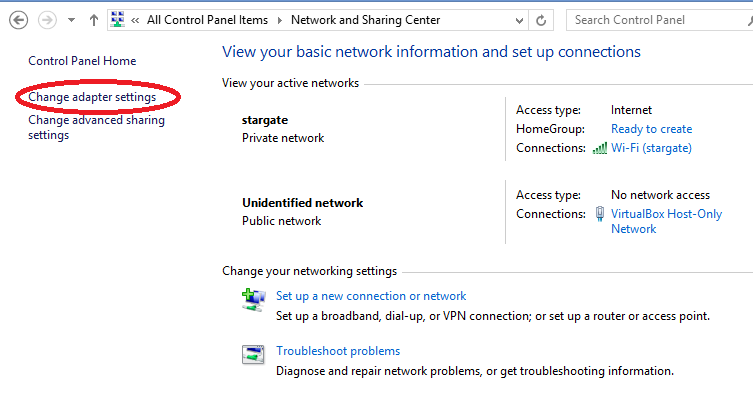 All Control Panel Items Network and Sharing Center Search Control Panel
Control Panel Home
Change adapter settings
Change advanced sharing
settings
View your basic network information and set up connections
View your active networks
stargate
Private network
Access type: Internet
HomeGroup: Ready to create
Connections: Wi-Fi (stargate)
Unidentified network
Public network
Access type: No network access
Connections: VirtualBox Host-Only
Network
Change your networking settings
Set up a new connection or network
Set up a broadband, dial-up, or VPN connection; or set up a router or access point.
Troubleshoot problems
Diagnose and repair network problems, or get troubleshooting information.